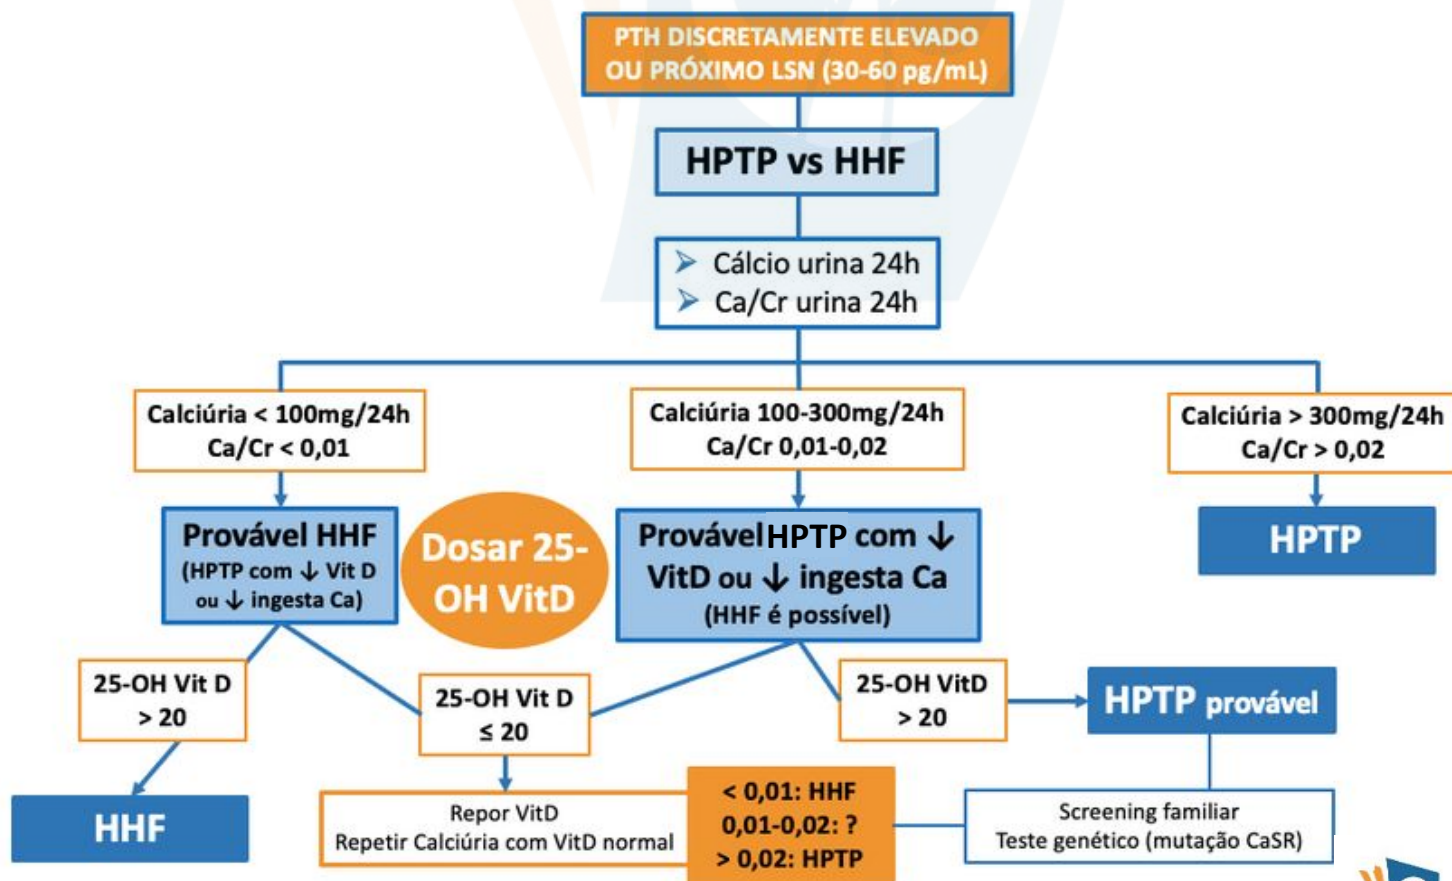 PTH DISCRETAMENTE ELEVADO
OU PRÓXIMO LSN (30-60 pg/mL)
HPTP vs HHF
Cálcio urina 24h
Ca/Cr urina 24h
Calciúria < 100mg/24h
Ca/Cr < 0,01
Calciúria 100-300mg/24h
Ca/Cr 0,01-0,02
Calciúria > 300mg/24h
Ca/Cr > 0,02
Provável HHF
(HPTP com ↓ Vit D
ou ↓ ingesta Ca)
Dosar 25-
OH VitD
Provável HPTP com ↓
VitD ou ↓ ingesta Ca
(HHF é possível)
HPTP
25-OH Vit D
> 20
25-OH Vit D
≤ 20
25-OH VitD
> 20
HPTP provável
HHF
Repor VitD
Repetir Calciúria com VitD normal
< 0,01: HHF
0,01-0,02: ?
> 0,02: HPTP
Screening familiar
Teste genético (mutação CaSR)